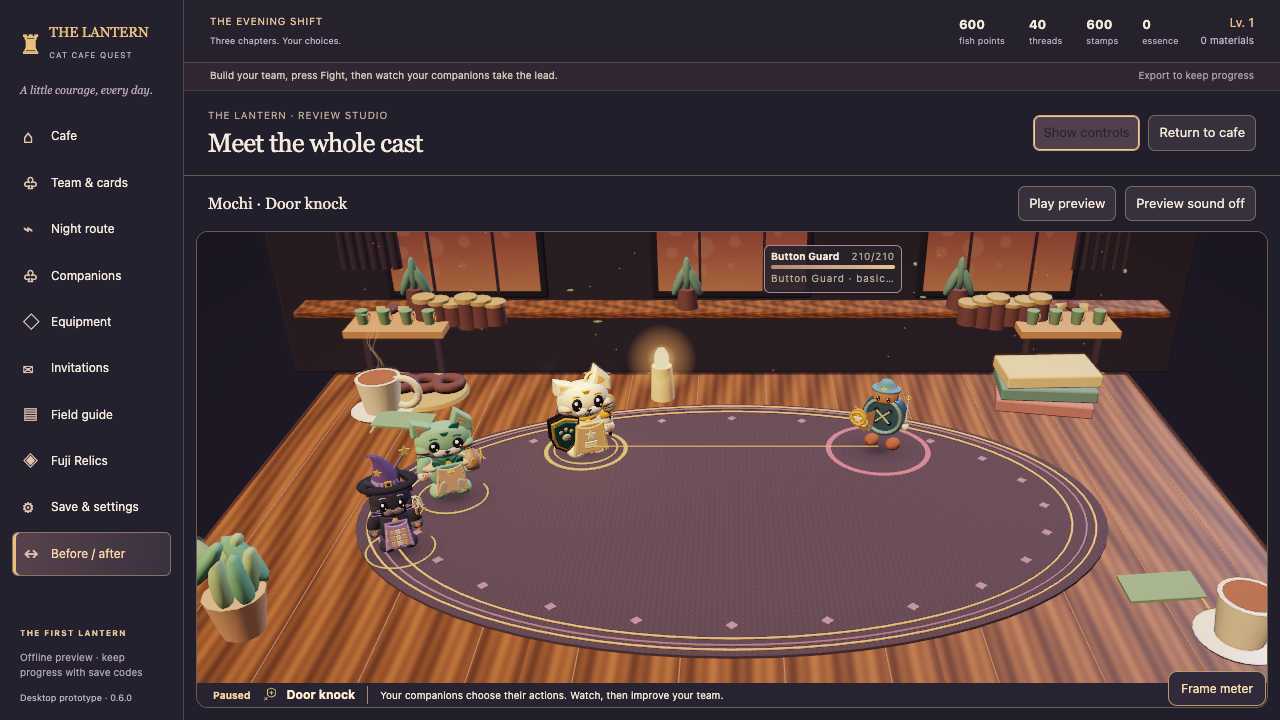 THE LANTERN
CAT CAFE QUEST
A little courage, every day.
Cafe
Team & cards
Night route
Companions
Equipment
Invitations
Field guide
Fuji Relics
Save & settings
Before / after
THE FIRST LANTERN
Offline preview · keep
progress with save codes
Desktop prototype · 0.6.0
THE EVENING SHIFT
Three chapters. Your choices.
600 40 600 0 Lv. 1
fish points threads stamps essence 0 materials
Build your team, press Fight, then watch your companions take the lead.
Export to keep progress
THE LANTERN · REVIEW STUDIO
Meet the whole cast
Show controls
Return to cafe
Mochi · Door knock
Play preview
Preview sound off
Button Guard 210/210
Button Guard · basic...
Paused Door knock Your companions choose their actions. Watch, then improve your team.
Frame meter